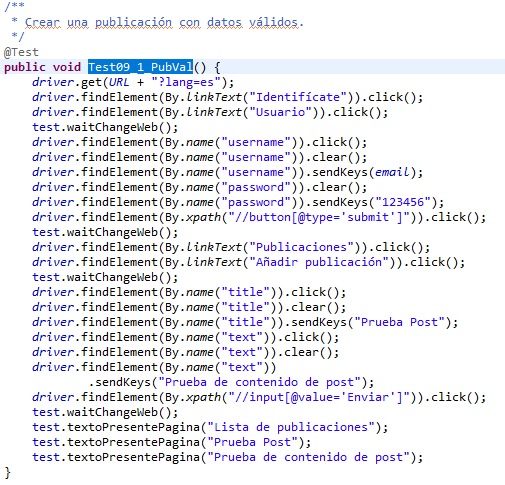 /**
 * Crear una publicación con datos válidos.
 */
@Test
public void Test09_1_PubVal() {
    driver.get(URL + "?lang=es");
    driver.findElement(By.linkText("Identifícate")).click();
    driver.findElement(By.linkText("Usuario")).click();
    test.waitChangeWeb();
    driver.findElement(By.name("username")).click();
    driver.findElement(By.name("username")).clear();
    driver.findElement(By.name("username")).sendKeys(email);
    driver.findElement(By.name("password")).clear();
    driver.findElement(By.name("password")).sendKeys("123456");
    driver.findElement(By.xpath("//button[@type='submit']")).click();
    test.waitChangeWeb();
    driver.findElement(By.linkText("Publicaciones")).click();
    driver.findElement(By.linkText("Añadir publicación")).click();
    test.waitChangeWeb();
    driver.findElement(By.name("title")).click();
    driver.findElement(By.name("title")).clear();
    driver.findElement(By.name("title")).sendKeys("Prueba Post");
    driver.findElement(By.name("text")).click();
    driver.findElement(By.name("text")).clear();
    driver.findElement(By.name("text"))
            .sendKeys("Prueba de contenido de post");
    driver.findElement(By.xpath("//input[@value='Enviar']")).click();
    test.waitChangeWeb();
    test.textoPresentePagina("Lista de publicaciones");
    test.textoPresentePagina("Prueba Post");
    test.textoPresentePagina("Prueba de contenido de post");
}